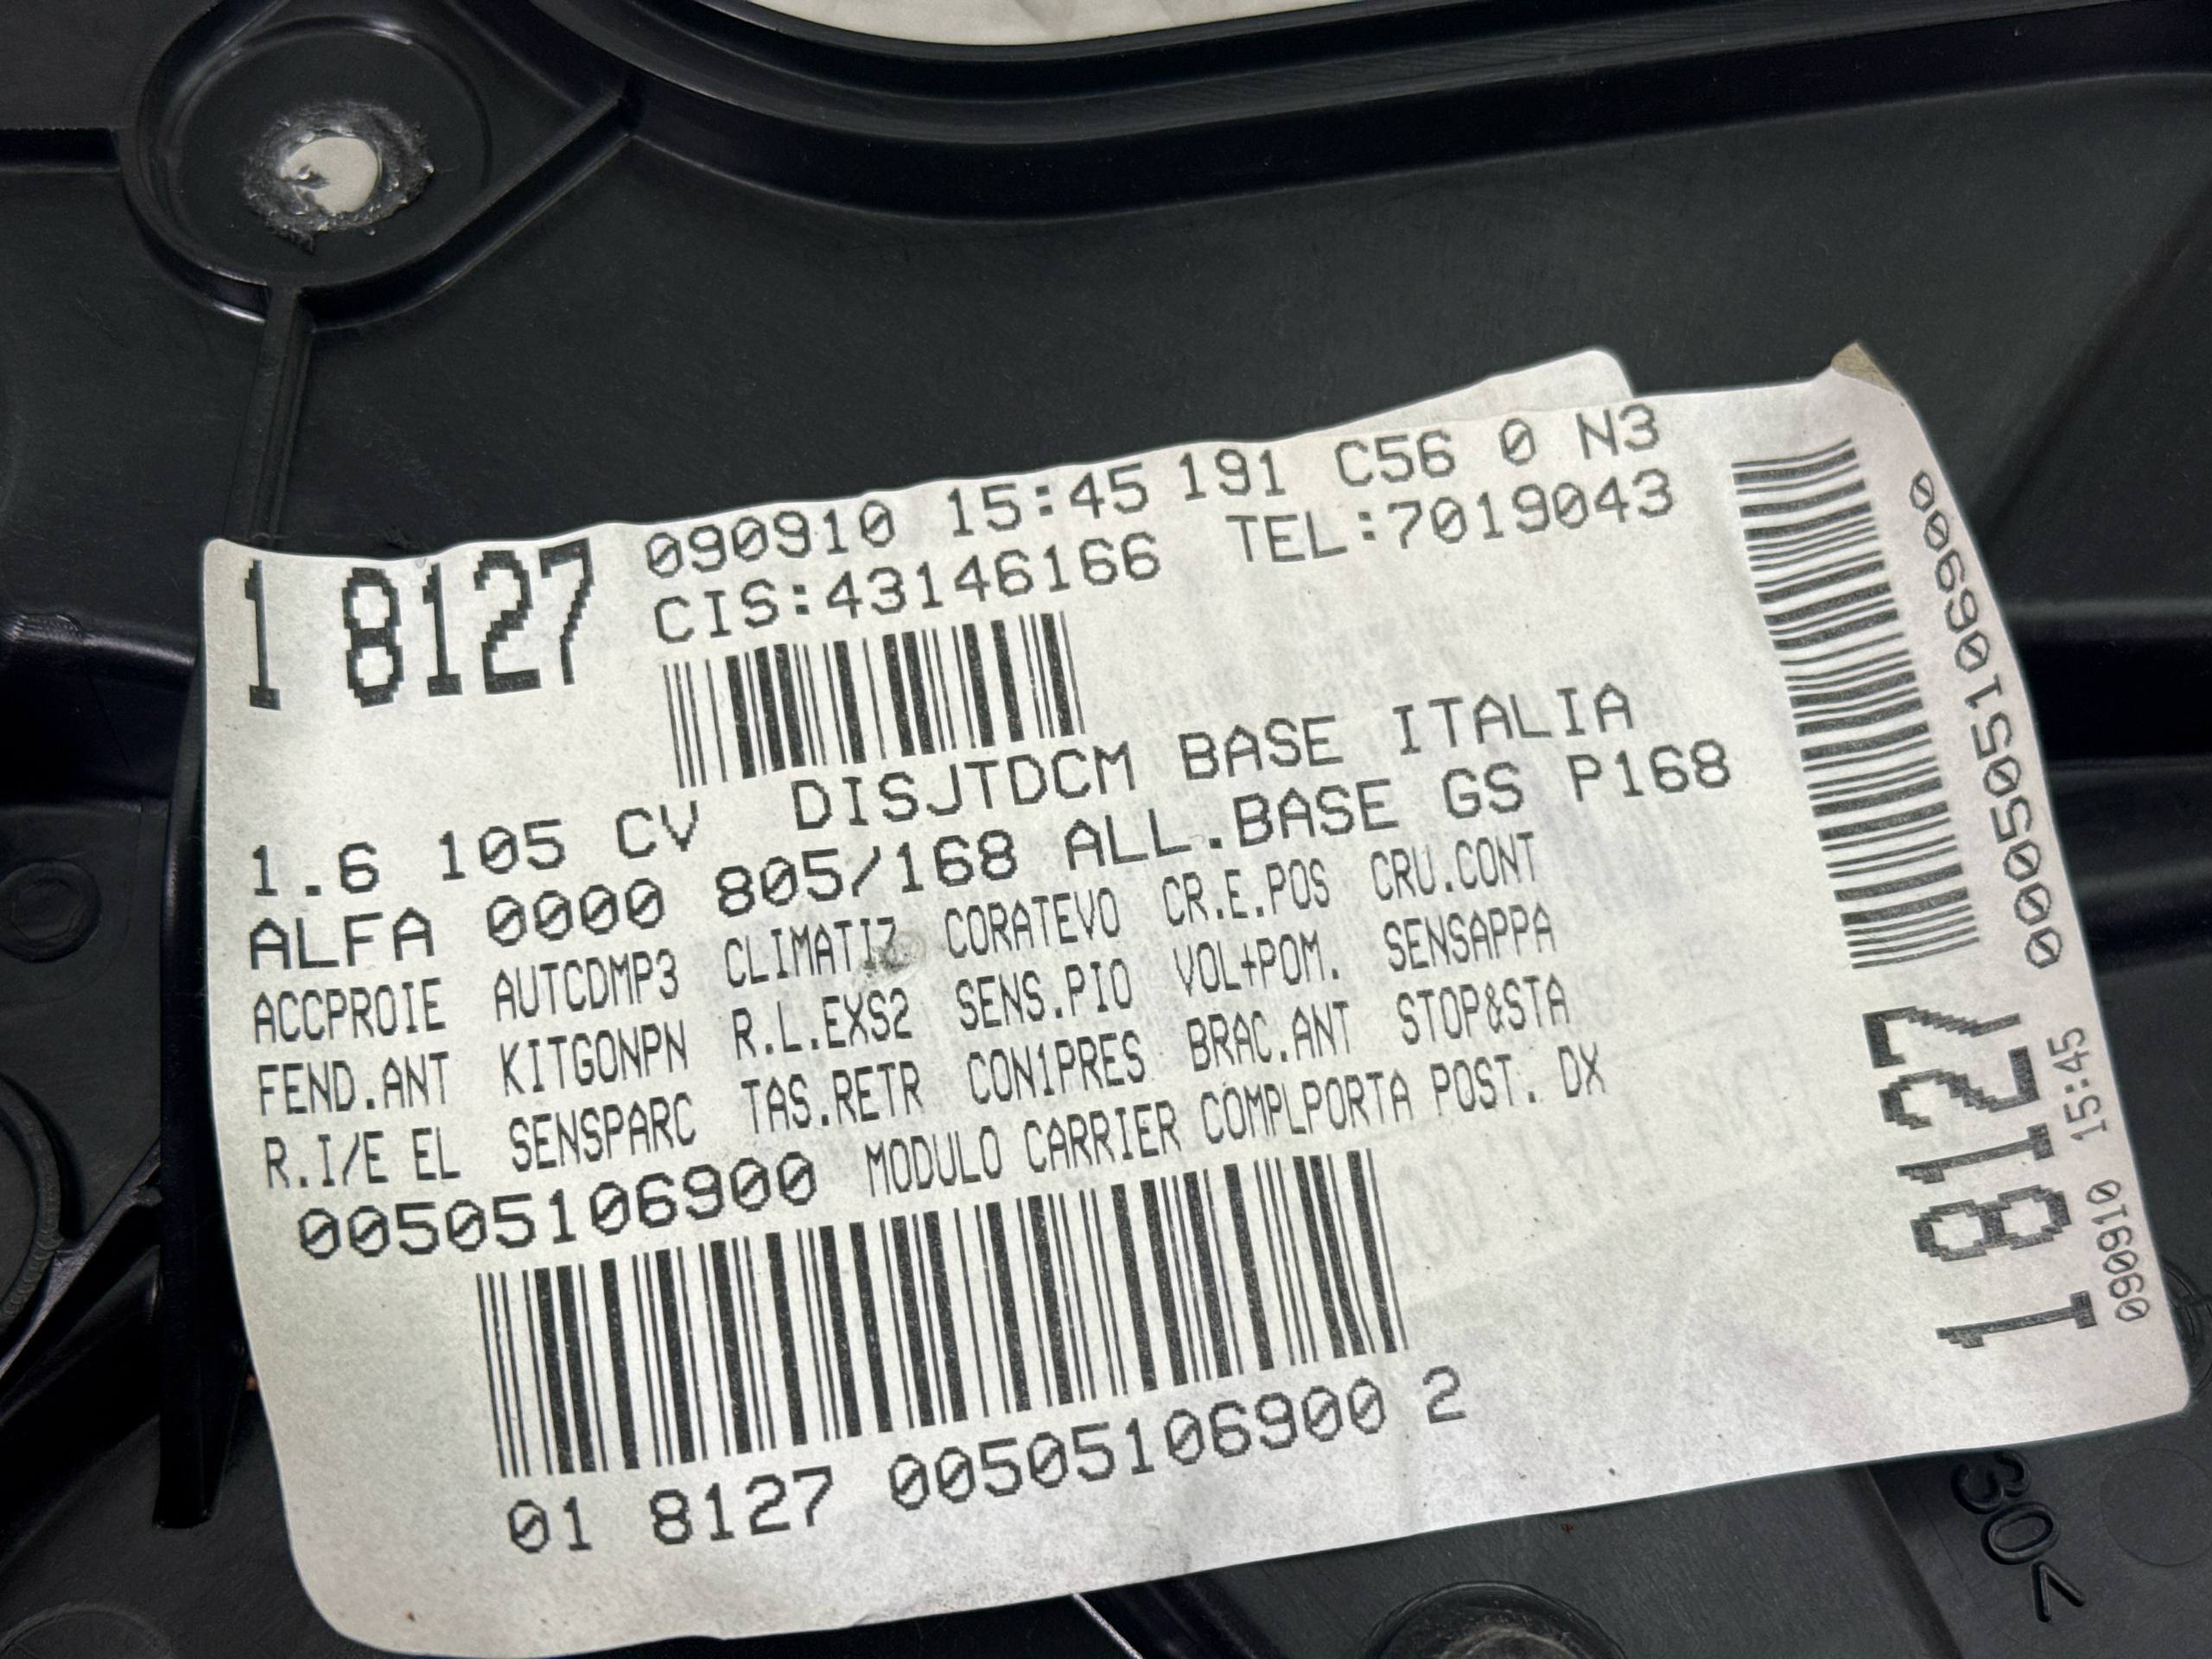 1 8127
090910 15:45 191 C56 0 N3
CIS:43146166 TEL:7019043
1.6 105 CV DISJTDCM BASE ITALIA
ALFA 0000 805/168 ALL.BASE GS P168
ACCPROIE AUTCDMP3 CLIMATIZ CORATEVO CR.E.POS CRU.CONT
FEND.ANT KITGONPN R.L.EXS2 SENS.PIO VOL+POM. SENSAPPA
R.I/E EL SENSPARC TAS.RETR CON1PRES BRAC.ANT STOP&STA
00505106900 MODULO CARRIER COMPLPORTA POST. DX
01 8127 00505106900 2
00505106900
1 8127
090910 15:45
30<